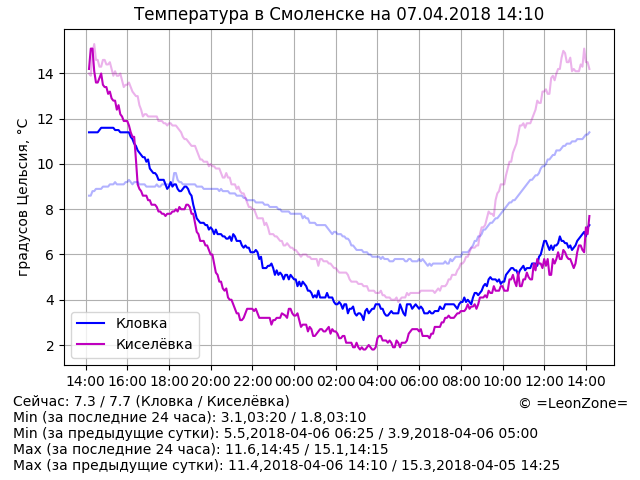 Температура в Смоленске на 07.04.2018 14:10
градусов Цельсия, °C
14
12
10
8
6
4
2
Кловка
Киселёвка
14:00 16:00 18:00 20:00 22:00 00:00 02:00 04:00 06:00 08:00 10:00 12:00 14:00
Сейчас: 7.3 / 7.7 (Кловка / Киселёвка)
© =LeonZone=
Min (за последние 24 часа): 3.1,03:20 / 1.8,03:10
Min (за предыдущие сутки): 5.5,2018-04-06 06:25 / 3.9,2018-04-06 05:00
Max (за последние 24 часа): 11.6,14:45 / 15.1,14:15
Max (за предыдущие сутки): 11.4,2018-04-06 14:10 / 15.3,2018-04-05 14:25